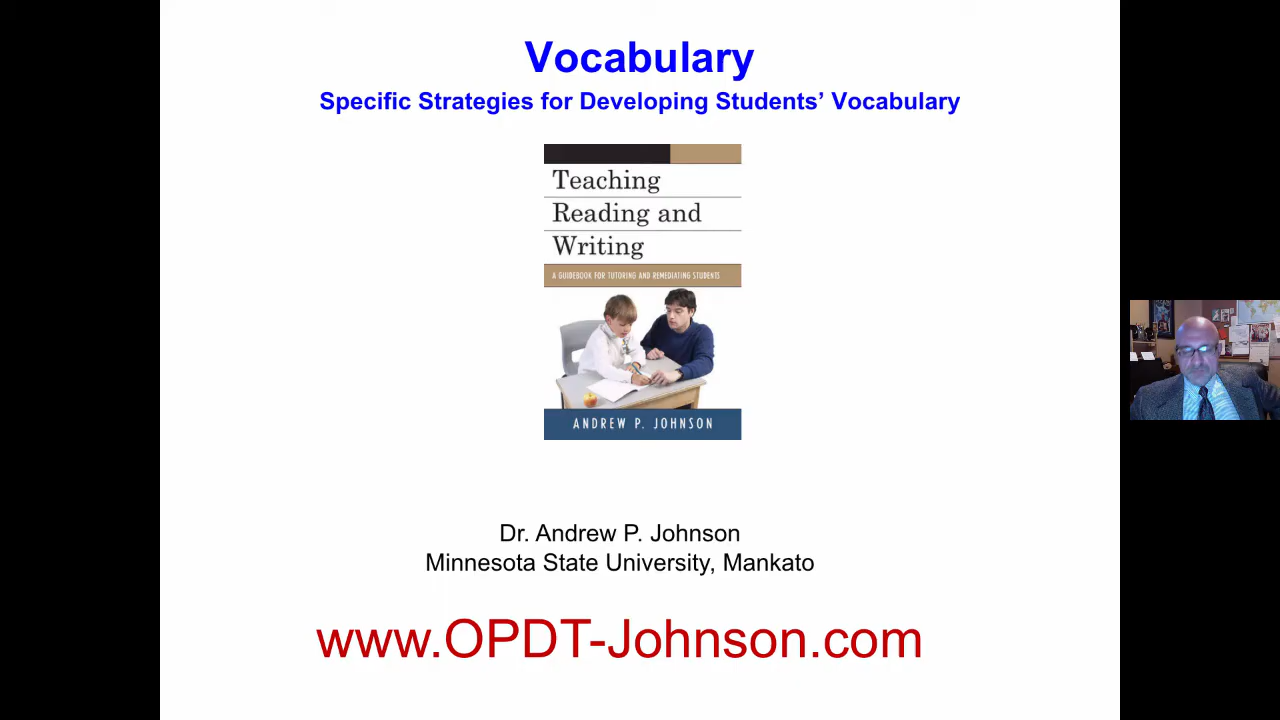 Vocabulary
Specific Strategies for Developing Students’ Vocabulary
Teaching
Reading and
Writing
A GUIDEBOOK FOR TUTORING AND REMEDIATING STUDENTS
ANDREW P. JOHNSON
Dr. Andrew P. Johnson
Minnesota State University, Mankato
www.OPDT-Johnson.com